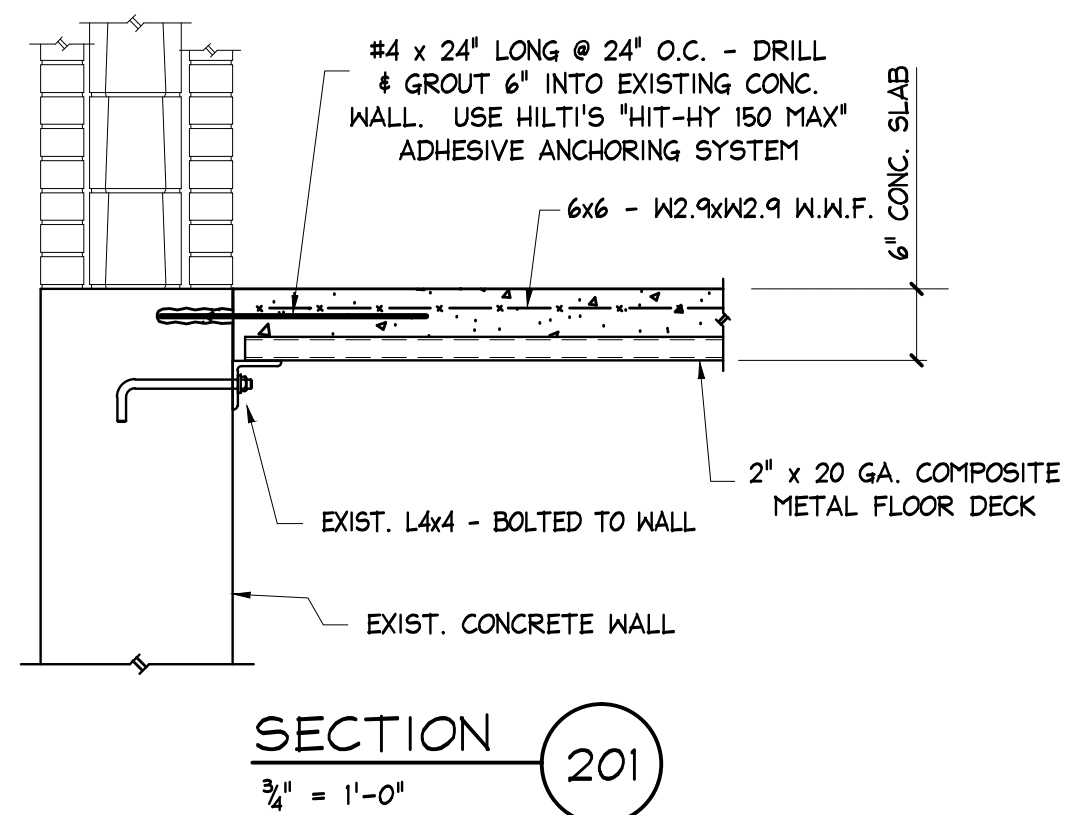 #4 x 24" LONG @ 24" O.C. - DRILL
& GROUT 6" INTO EXISTING CONC.
WALL. USE HILTI'S "HIT-HY 150 MAX"
ADHESIVE ANCHORING SYSTEM
6x6 - W2.9xW2.9 W.W.F.
6" CONC. SLAB
2" x 20 GA. COMPOSITE
METAL FLOOR DECK
EXIST. L4x4 - BOLTED TO WALL
EXIST. CONCRETE WALL
SECTION
201
3/4" = 1'-0"